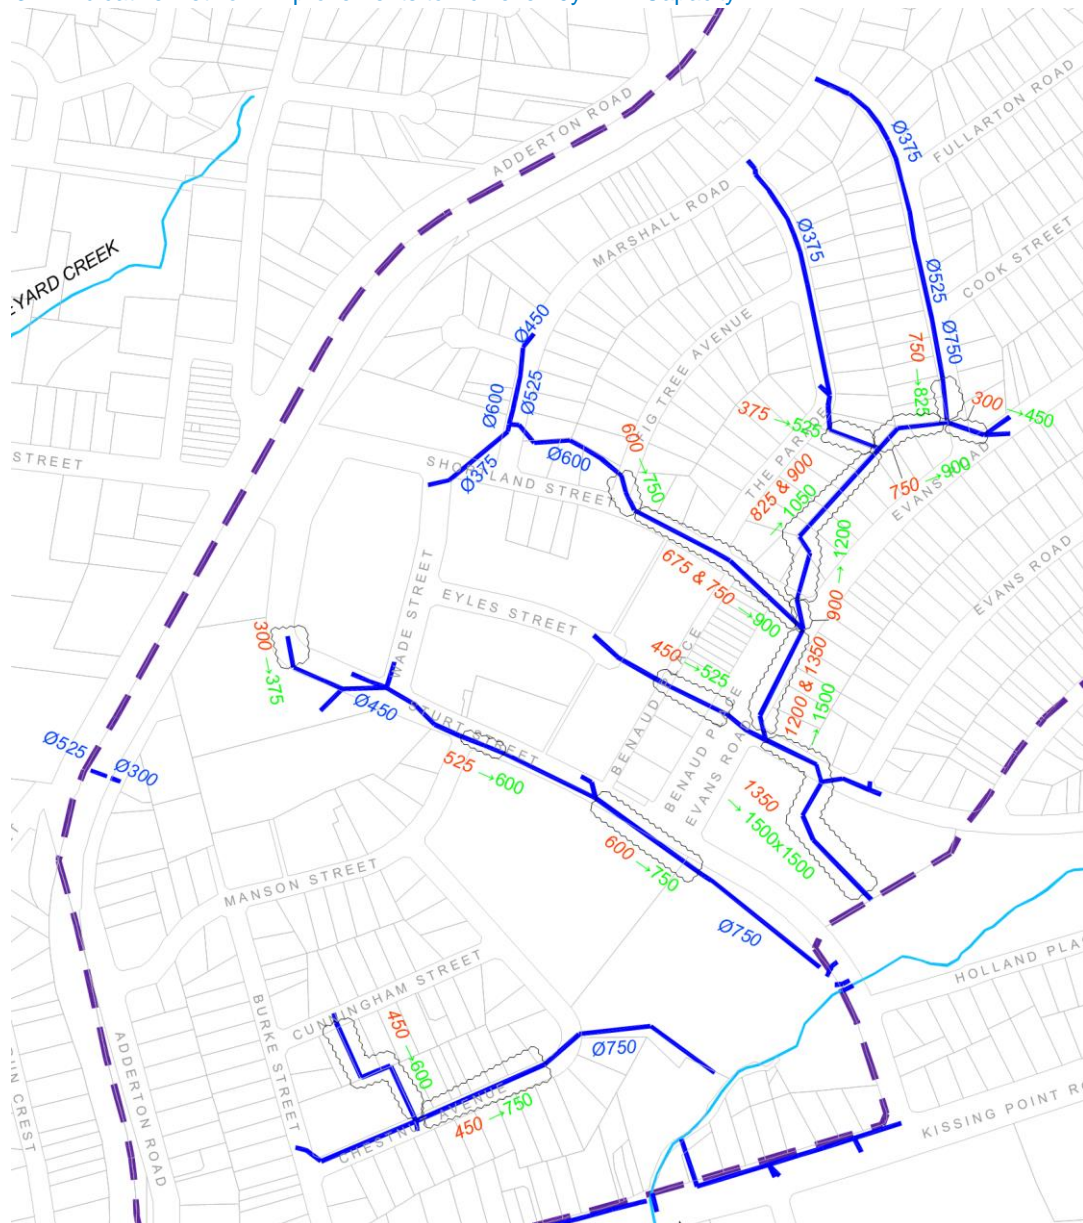 ADDERTON ROAD
FULLARTON ROAD
Ø375
MARSHALL ROAD
Ø375
COOK STREET
YARD CREEK
Ø525
Ø750
Ø450
TREE AVENUE
750 →825
300 →450
Ø600
Ø525
375 →525
THE PARADE
600 →750
Ø600
STREET
SHORTLAND STREET
Ø375
825 & 900
→ 1050
750 →900
EVANS ROAD
675 & 750 →900
900 → 1200
EVANS ROAD
WADE STREET
EYLES STREET
300 →375
450 →525
1200 & 1350
→ 1500
Ø450
STURT STREET
BENAUD PLACE
BENAUD PLACE
EVANS ROAD
525 →600
Ø525
Ø300
1350
→ 1500x1500
600 →750
MANSON STREET
Ø750
HOLLAND PLA
CUNNINGHAM STREET
BURKE STREET
450 →600
Ø750
ADDERTON ROAD
CREST
CHESTNUT AVENUE
450 →750
KISSING POINT RO